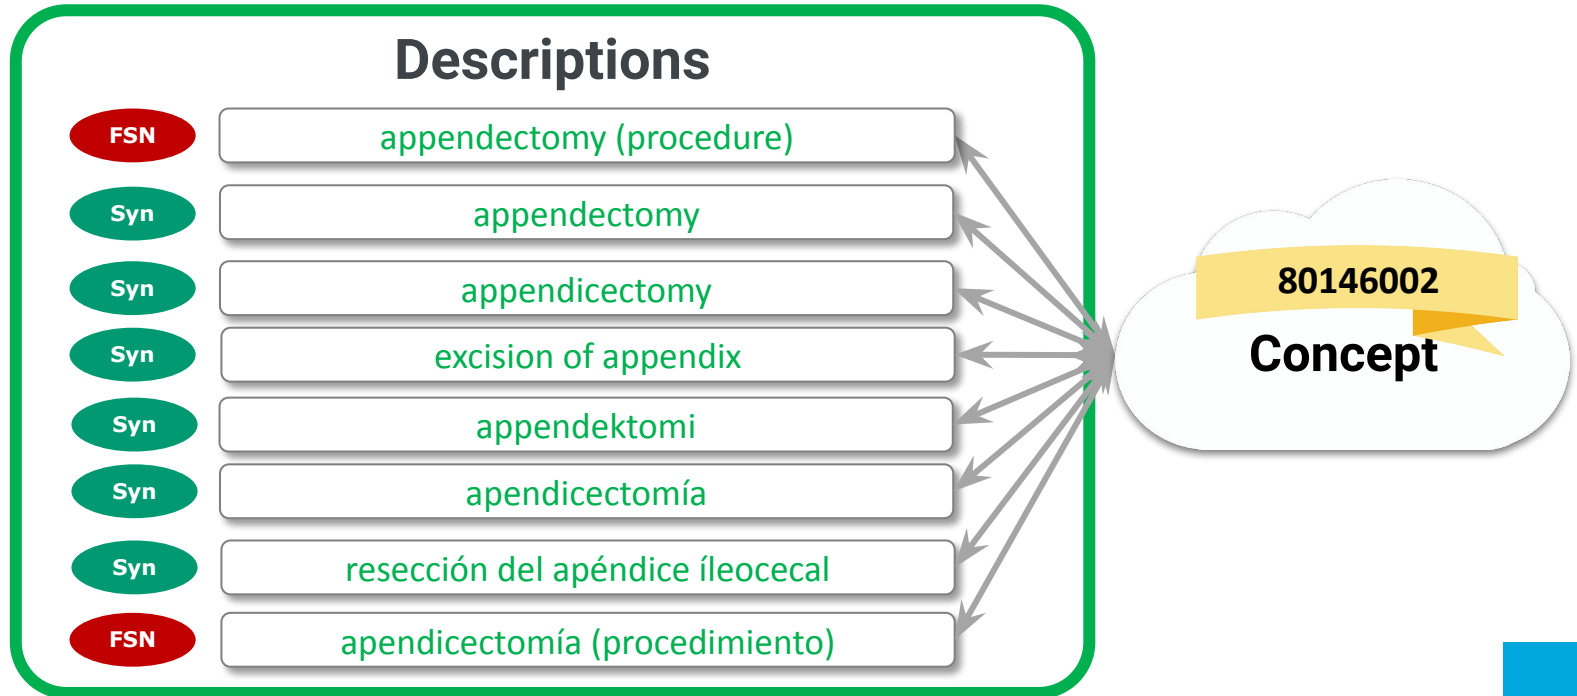 Descriptions
FSN appendectomy (procedure)
Syn appendectomy
Syn appendicectomy
Syn excision of appendix
Syn appendektomi
Syn apendicectomía
Syn resección del apéndice íleocecal
FSN apendicectomía (procedimiento)
80146002
Concept